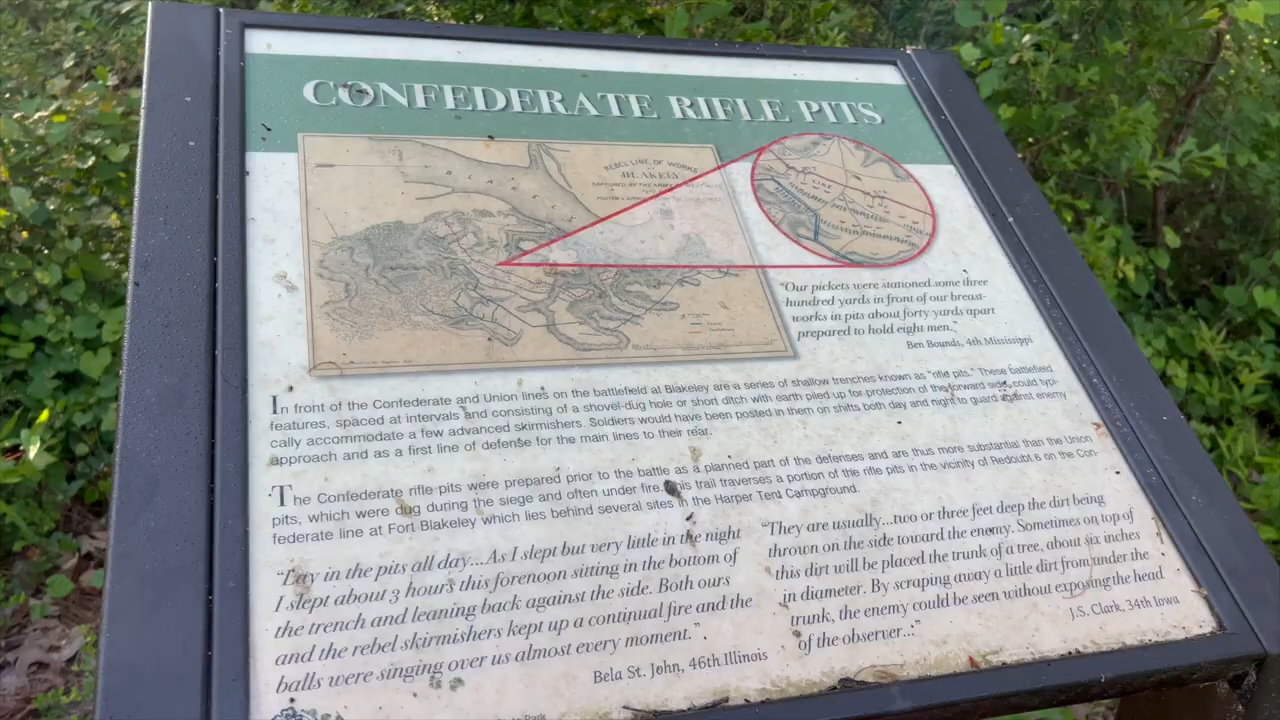 CONFEDERATE RIFLE PITS
REBEL LINE OF WORKS
BLAKELY
CAPTURED BY THE ARMY
BLAKELY
LINE
"Our pickets were stationed some three
hundred yards in front of our breast-
works in pits about forty yards apart
prepared to hold eight men."
Ben Bounds, 4th Mississippi
In front of the Confederate and Union lines on the battlefield at Blakeley are a series of shallow trenches known as "rifle pits." These battlefield
features, spaced at intervals and consisting of a shovel-dug hole or short ditch with earth piled up for protection of the forward side, could typi-
cally accommodate a few advanced skirmishers. Soldiers would have been posted in them on shifts both day and night to guard against enemy
approach and as a first line of defense for the main lines to their rear.
The Confederate rifle pits were prepared prior to the battle as a planned part of the defenses and are thus more substantial than the Union
pits, which were dug during the siege and often under fire. This trail traverses a portion of the rifle pits in the vicinity of Redoubt 6 on the Con-
federate line at Fort Blakeley which lies behind several sites in the Harper Tent Campground.
"Lay in the pits all day...As I slept but very little in the night
I slept about 3 hours this forenoon sitting in the bottom of
the trench and leaning back against the side. Both ours
and the rebel skirmishers kept up a continual fire and the
balls were singing over us almost every moment."
Bela St. John, 46th Illinois
"They are usually...two or three feet deep the dirt being
thrown on the side toward the enemy. Sometimes on top of
this dirt will be placed the trunk of a tree, about six inches
in diameter. By scraping away a little dirt from under the
trunk, the enemy could be seen without exposing the head
of the observer..."
J.S. Clark, 34th Iowa
State Park